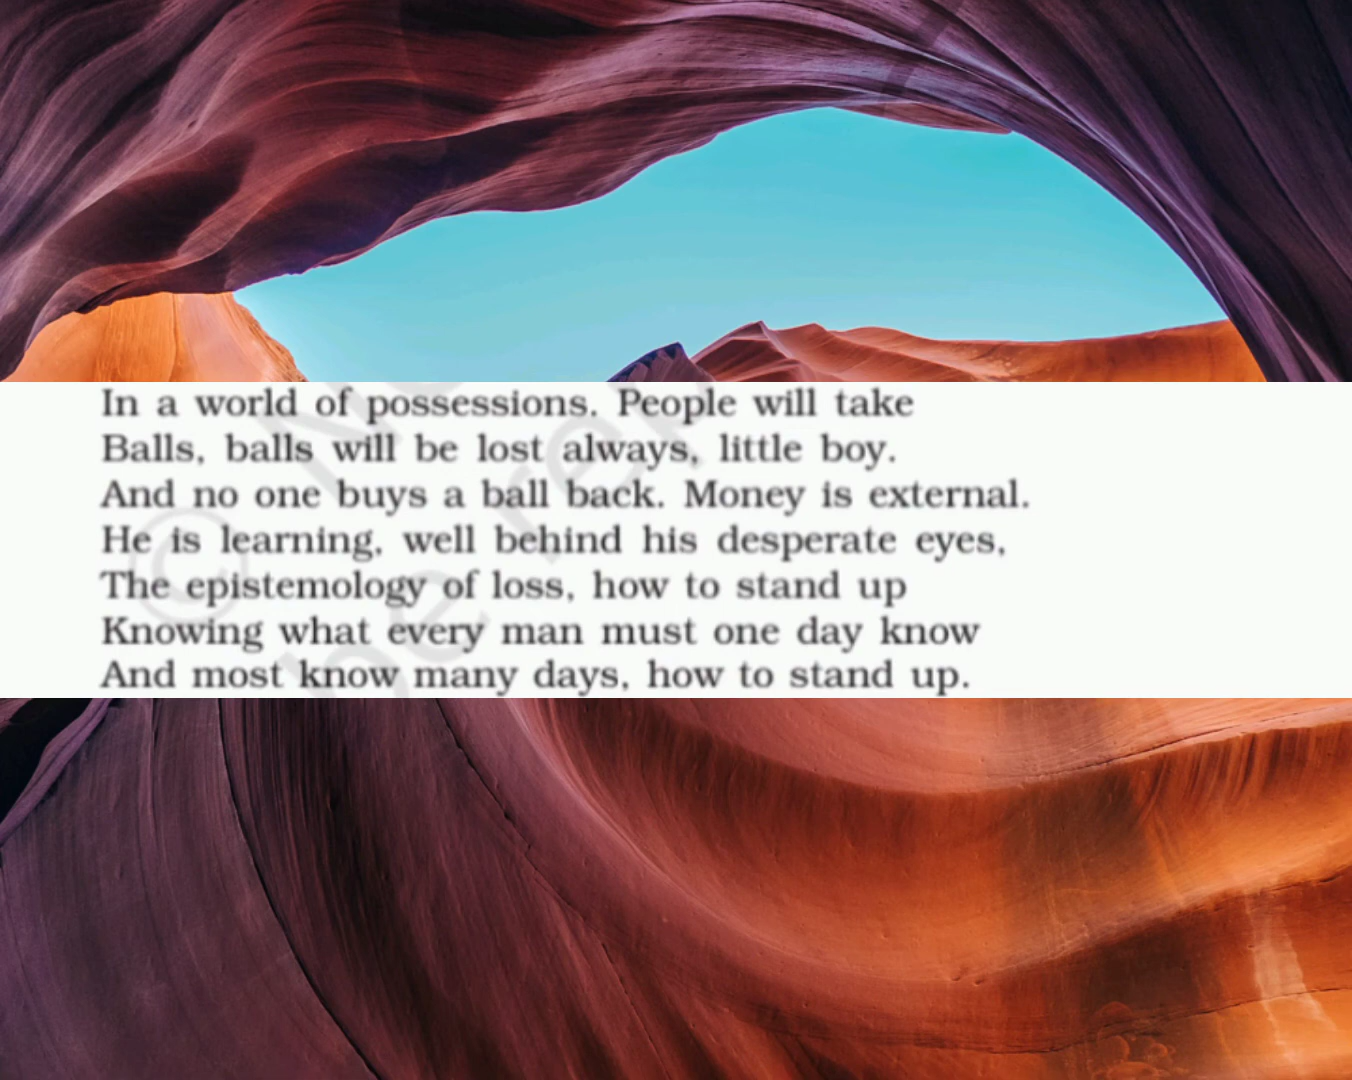 In a world of possessions. People will take
Balls, balls will be lost always, little boy.
And no one buys a ball back. Money is external.
He is learning, well behind his desperate eyes,
The epistemology of loss, how to stand up
Knowing what every man must one day know
And most know many days, how to stand up.